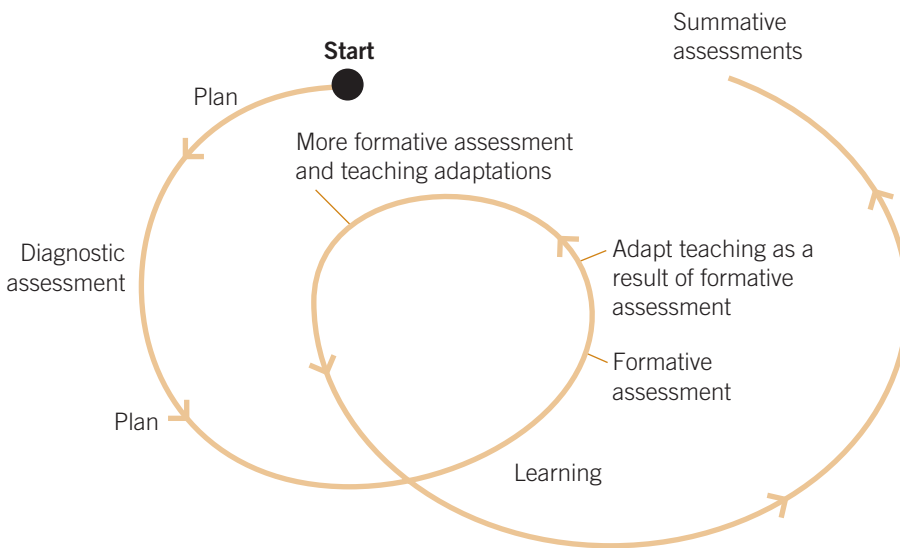 Start
Plan
Diagnostic
assessment
Plan
Learning
Formative
assessment
Adapt teaching as a
result of formative
assessment
More formative assessment
and teaching adaptations
Summative
assessments